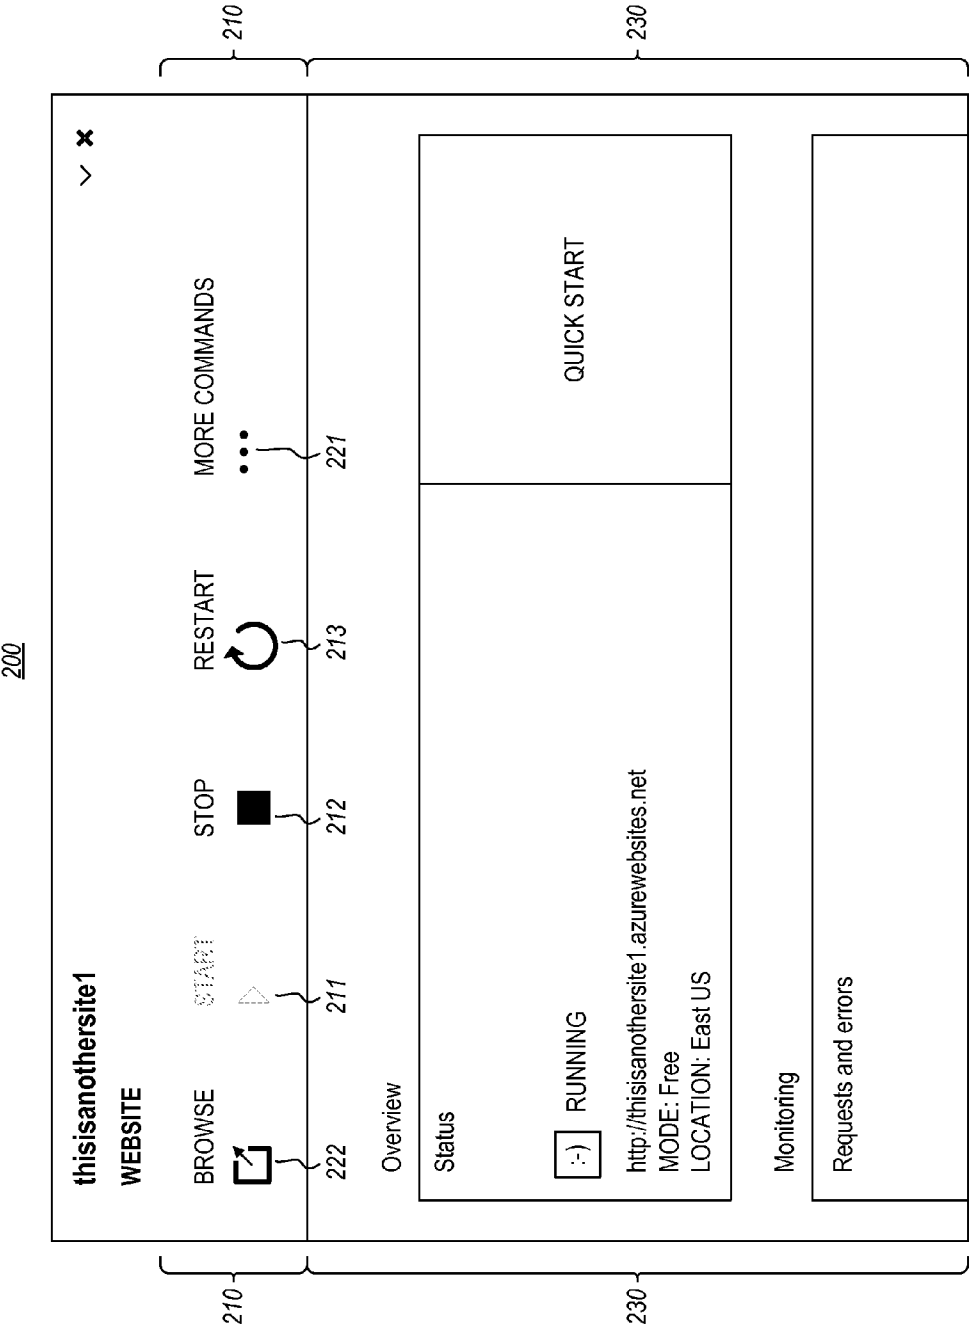 200
thisisanothersite1
WEBSITE
BROWSE START STOP RESTART MORE COMMANDS
210 210
222 211 212 213 221
Overview
Status
:-) RUNNING QUICK START
http://thisisanothersite1.azurewebsites.net
MODE: Free
230 230
LOCATION: East US
Monitoring
Requests and errors